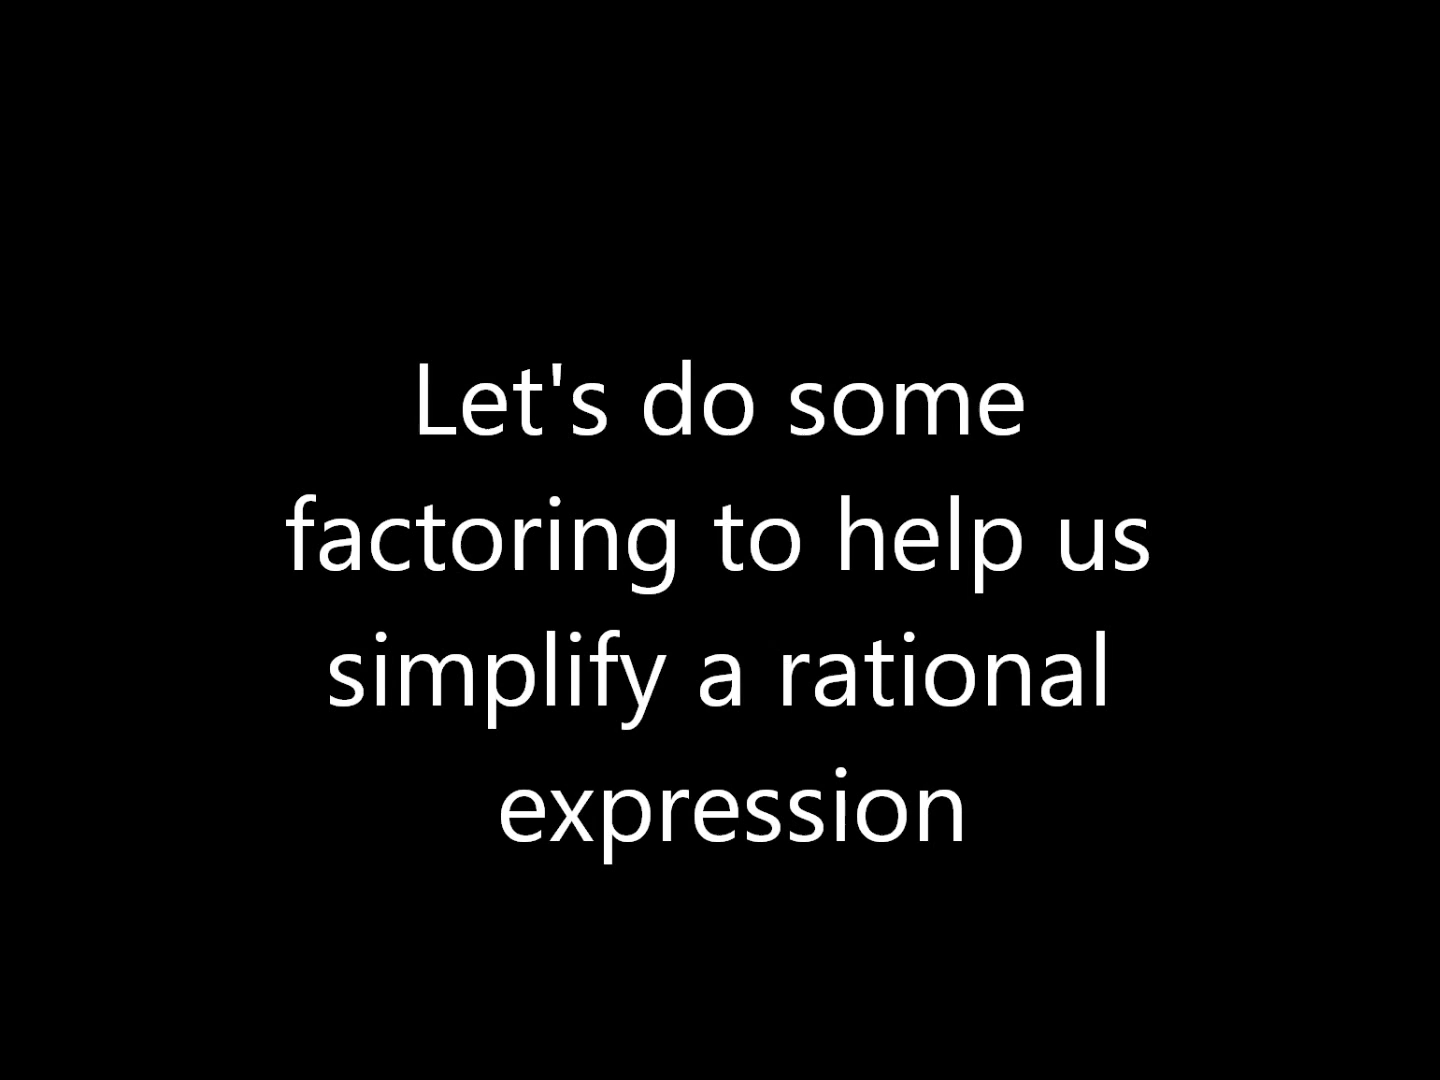 Let's do some
factoring to help us
simplify a rational
expression